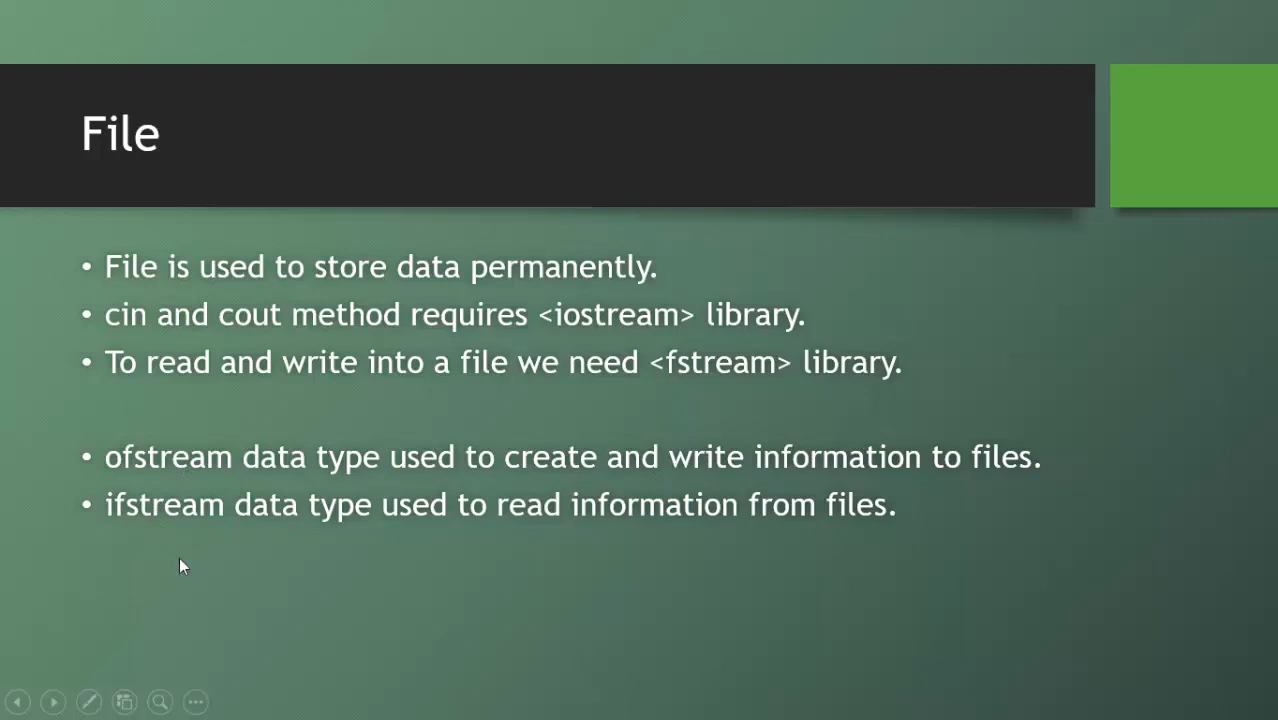 File
• File is used to store data permanently.
• cin and cout method requires <iostream> library.
• To read and write into a file we need <fstream> library.
• ofstream data type used to create and write information to files.
• ifstream data type used to read information from files.